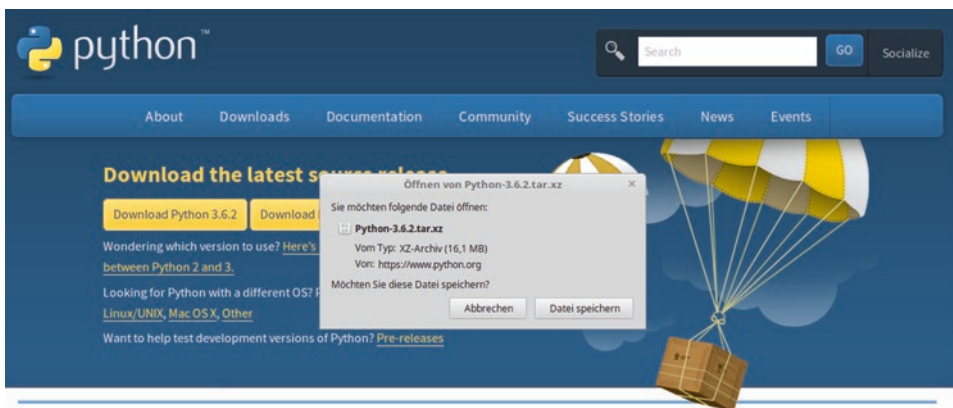 python™
Search
GO
Socialize
About Downloads Documentation Community Success Stories News Events
Download the latest source release
Download Python 3.6.2 Download
Wondering which version to use? Here's
between Python 2 and 3.
Looking for Python with a different OS?
Linux/UNIX, Mac OS X, Other
Want to help test development versions of Python? Pre-releases
Öffnen von Python-3.6.2.tar.xz
Sie möchten folgende Datei öffnen:
Python-3.6.2.tar.xz
Vom Typ: XZ-Archiv (16,1 MB)
Von: https://www.python.org
Möchten Sie diese Datei speichern?
Abbrechen Datei speichern